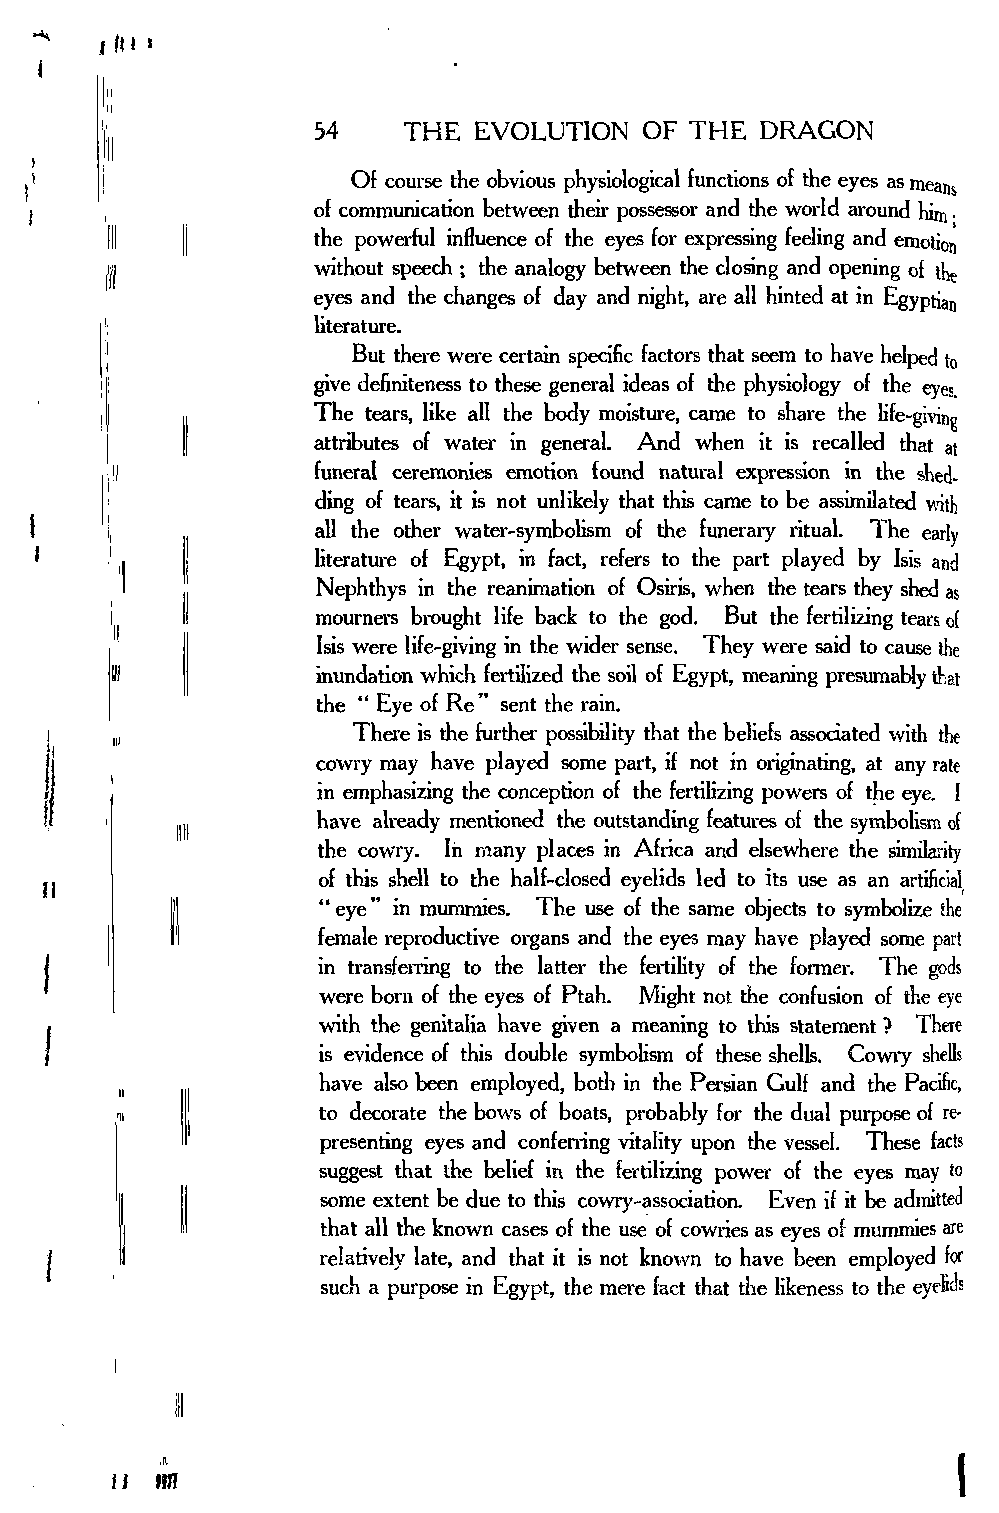 54 THE EVOLUTION OF THE DRAGON
Of course the obvious physiological functions of the eyes as means
of communication between their possessor and the world around him ;
the powerful influence of the eyes for expressing feeling and emotion
without speech ; the analogy between the closing and opening of the
eyes and the changes of day and night, are all hinted at in Egyptian
literature.
But there were certain specific factors that seem to have helped to
give definiteness to these general ideas of the physiology of the eyes.
The tears, like all the body moisture, came to share the life-giving
attributes of water in general. And when it is recalled that at
funeral ceremonies emotion found natural expression in the shed-
ding of tears, it is not unlikely that this came to be assimilated with
all the other water-symbolism of the funerary ritual. The early
literature of Egypt, in fact, refers to the part played by Isis and
Nephthys in the reanimation of Osiris, when the tears they shed as
mourners brought life back to the god. But the fertilizing tears of
Isis were life-giving in the wider sense. They were said to cause the
inundation which fertilized the soil of Egypt, meaning presumably that
the " Eye of Re " sent the rain.
There is the further possibility that the beliefs associated with the
cowry may have played some part, if not in originating, at any rate
in emphasizing the conception of the fertilizing powers of the eye. I
have already mentioned the outstanding features of the symbolism of
the cowry. In many places in Africa and elsewhere the similarity
of this shell to the half-closed eyelids led to its use as an artificial
" eye " in mummies. The use of the same objects to symbolize the
female reproductive organs and the eyes may have played some part
in transferring to the latter the fertility of the former. The gods
were born of the eyes of Ptah. Might not the confusion of the eye
with the genitalia have given a meaning to this statement ? There
is evidence of this double symbolism of these shells. Cowry shells
have also been employed, both in the Persian Gulf and the Pacific,
to decorate the bows of boats, probably for the dual purpose of re-
presenting eyes and conferring vitality upon the vessel. These facts
suggest that the belief in the fertilizing power of the eyes may to
some extent be due to this cowry-association. Even if it be admitted
that all the known cases of the use of cowries as eyes of mummies are
relatively late, and that it is not known to have been employed for
such a purpose in Egypt, the mere fact that the likeness to the eyelids